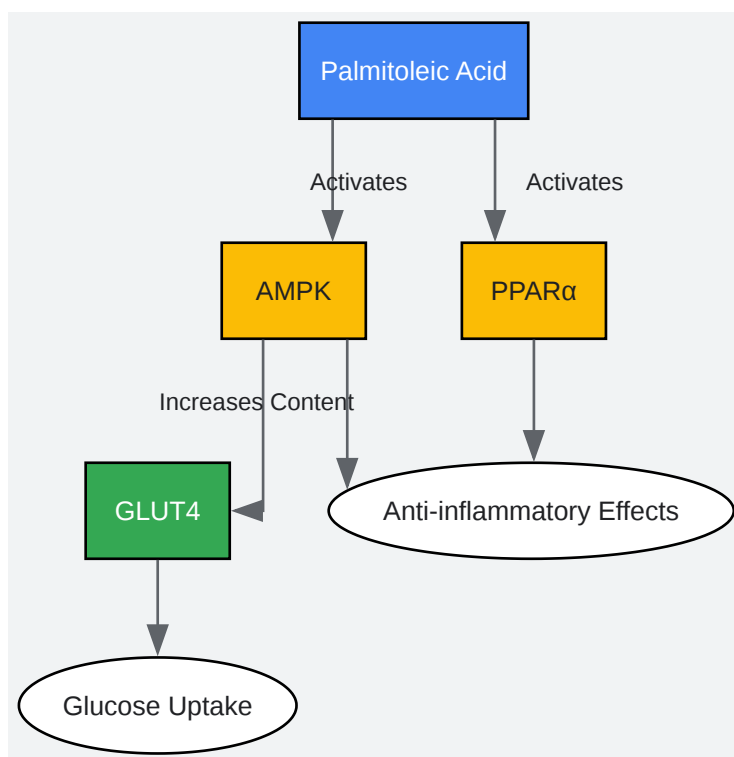 Palmitoleic Acid
Activates
Activates
AMPK
PPARα
Increases Content
GLUT4
Anti-inflammatory Effects
Glucose Uptake